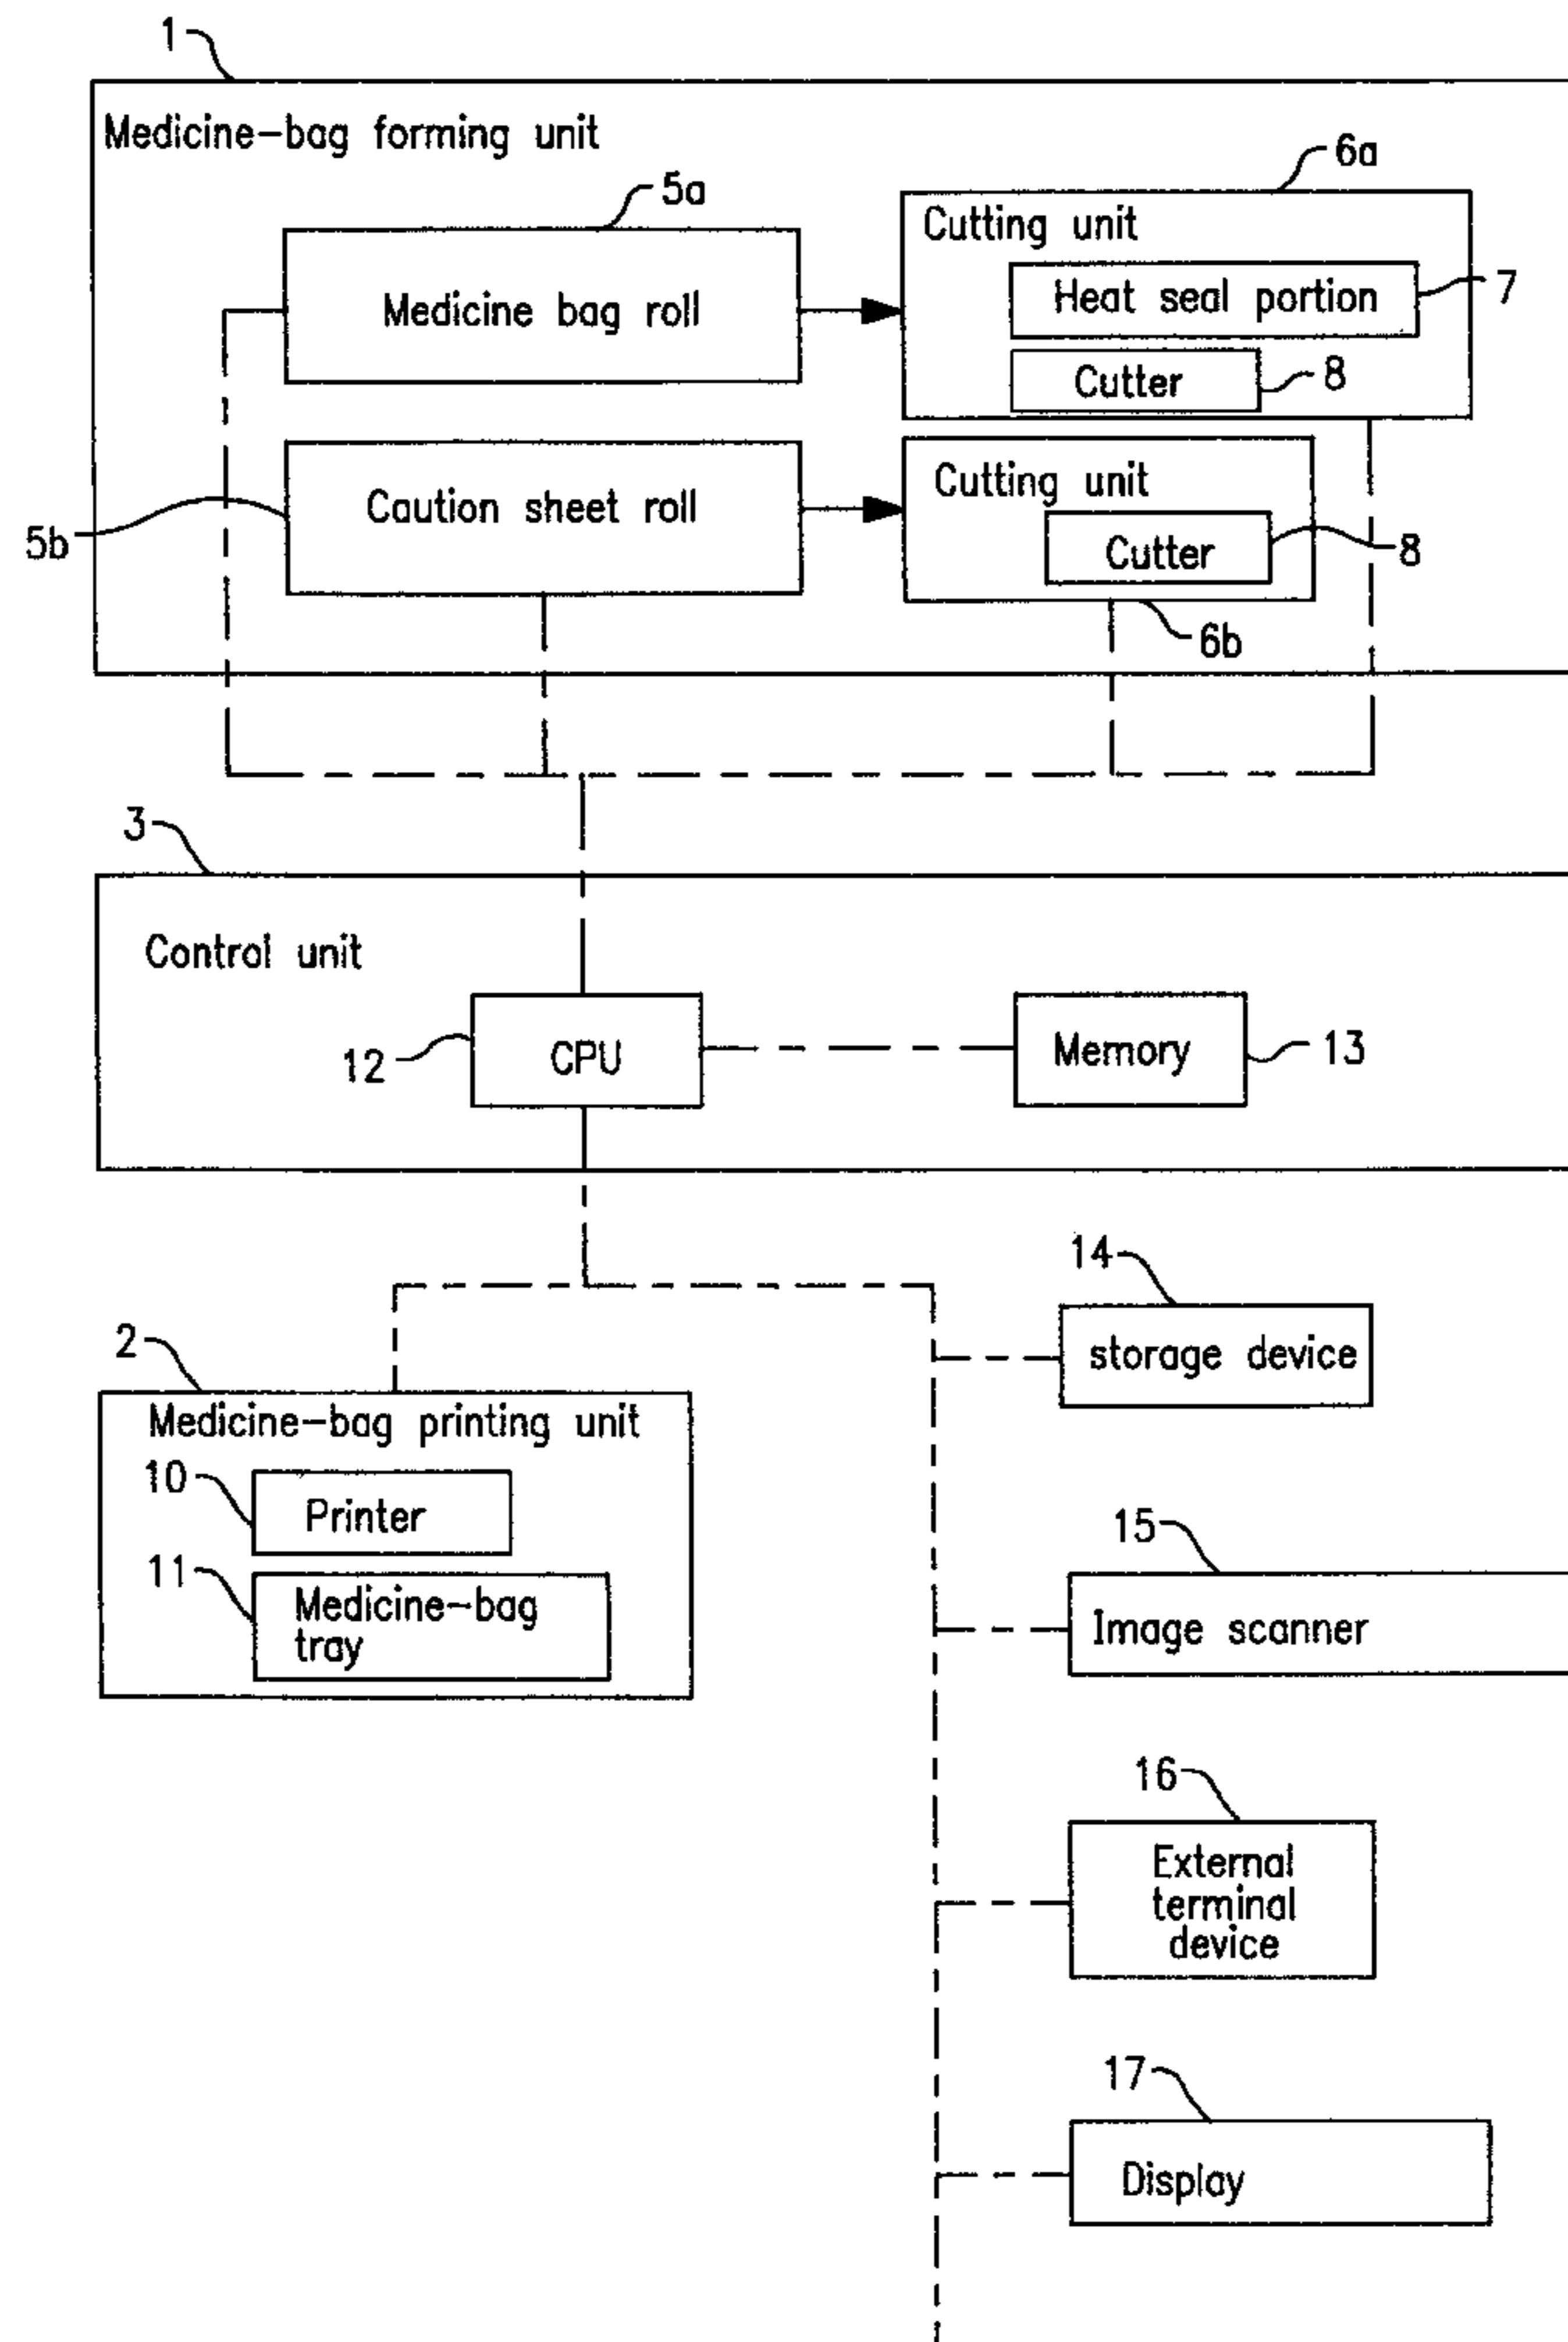 1
Medicine-bag forming unit
5a
6a
Cutting unit
Medicine bag roll
Heat seal portion
7
Cutter
8
Caution sheet roll
Cutting unit
5b
Cutter
8
6b
3
Control unit
12
CPU
Memory
13
14
storage device
2
Medicine-bag printing unit
10
Printer
11
Medicine-bag
tray
15
Image scanner
16
External
terminal
device
17
Display